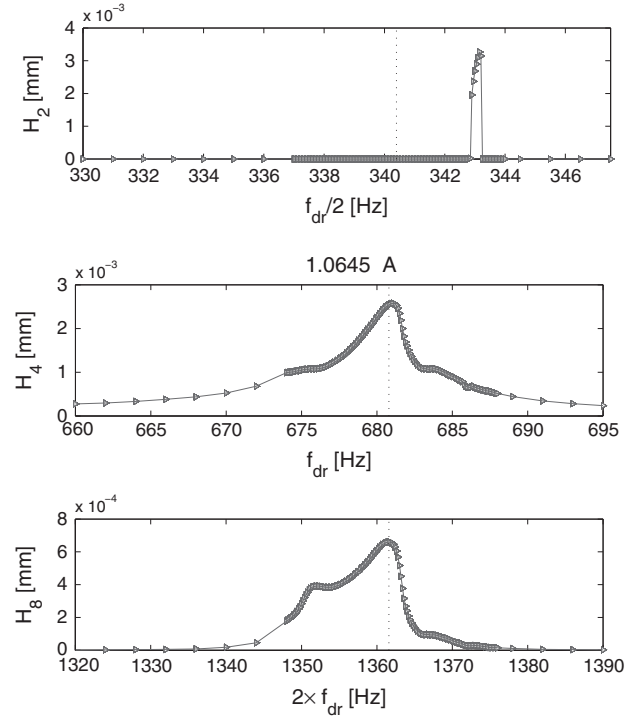 x 10⁻³
4
3
2
1
0
H₂ [mm]
330 332 334 336 338 340 342 344 346
f_dr/2 [Hz]
1.0645 A
x 10⁻³
3
2
1
0
H₄ [mm]
660 665 670 675 680 685 690 695
f_dr [Hz]
x 10⁻⁴
8
6
4
2
0
H₈ [mm]
1320 1330 1340 1350 1360 1370 1380 1390
2× f_dr [Hz]